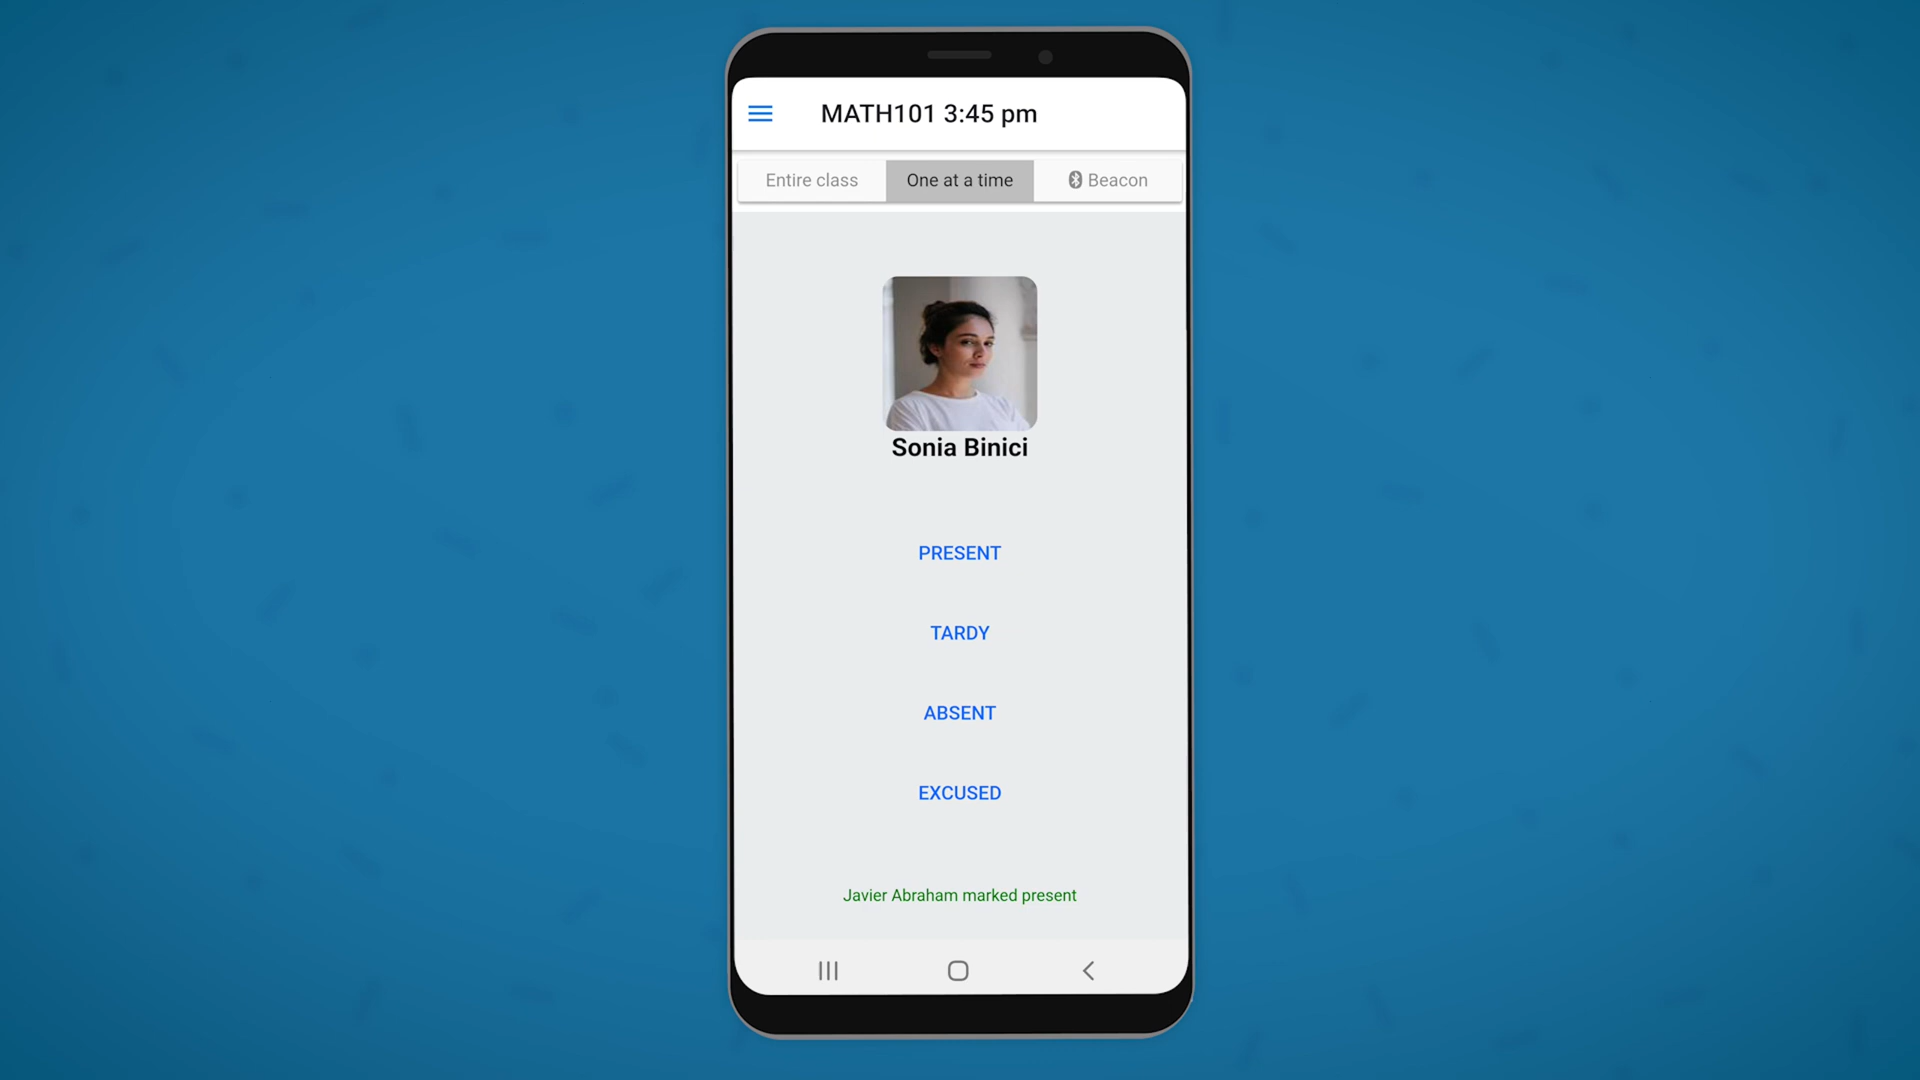 MATH101 3:45 pm
Entire class
One at a time
Beacon
Sonia Binici
PRESENT
TARDY
ABSENT
EXCUSED
Javier Abraham marked present